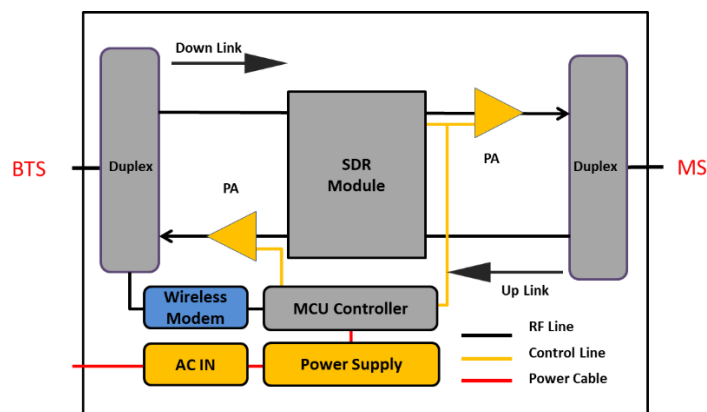 Down Link
BTS
Duplex
SDR
Module
PA
Duplex
MS
PA
Up Link
Wireless
Modem
MCU Controller
AC IN
Power Supply
RF Line
Control Line
Power Cable